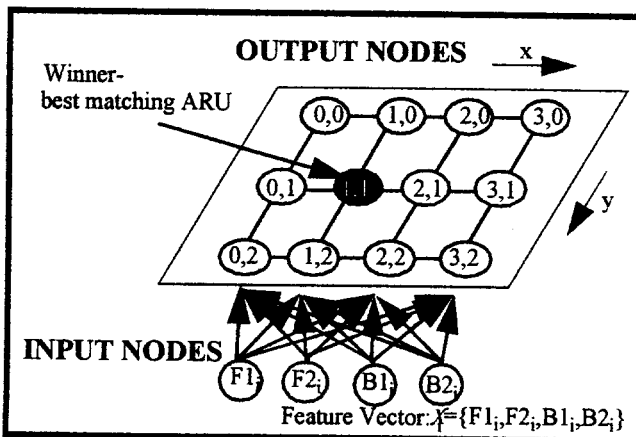 OUTPUT NODES
x
Winner-
best matching ARU
0,0 1,0 2,0 3,0
0,1 2,1 3,1
y
0,2 1,2 2,2 3,2
INPUT NODES
F1i F2i B1i B2i
Feature Vector: ={F1i,F2i,B1i,B2i}